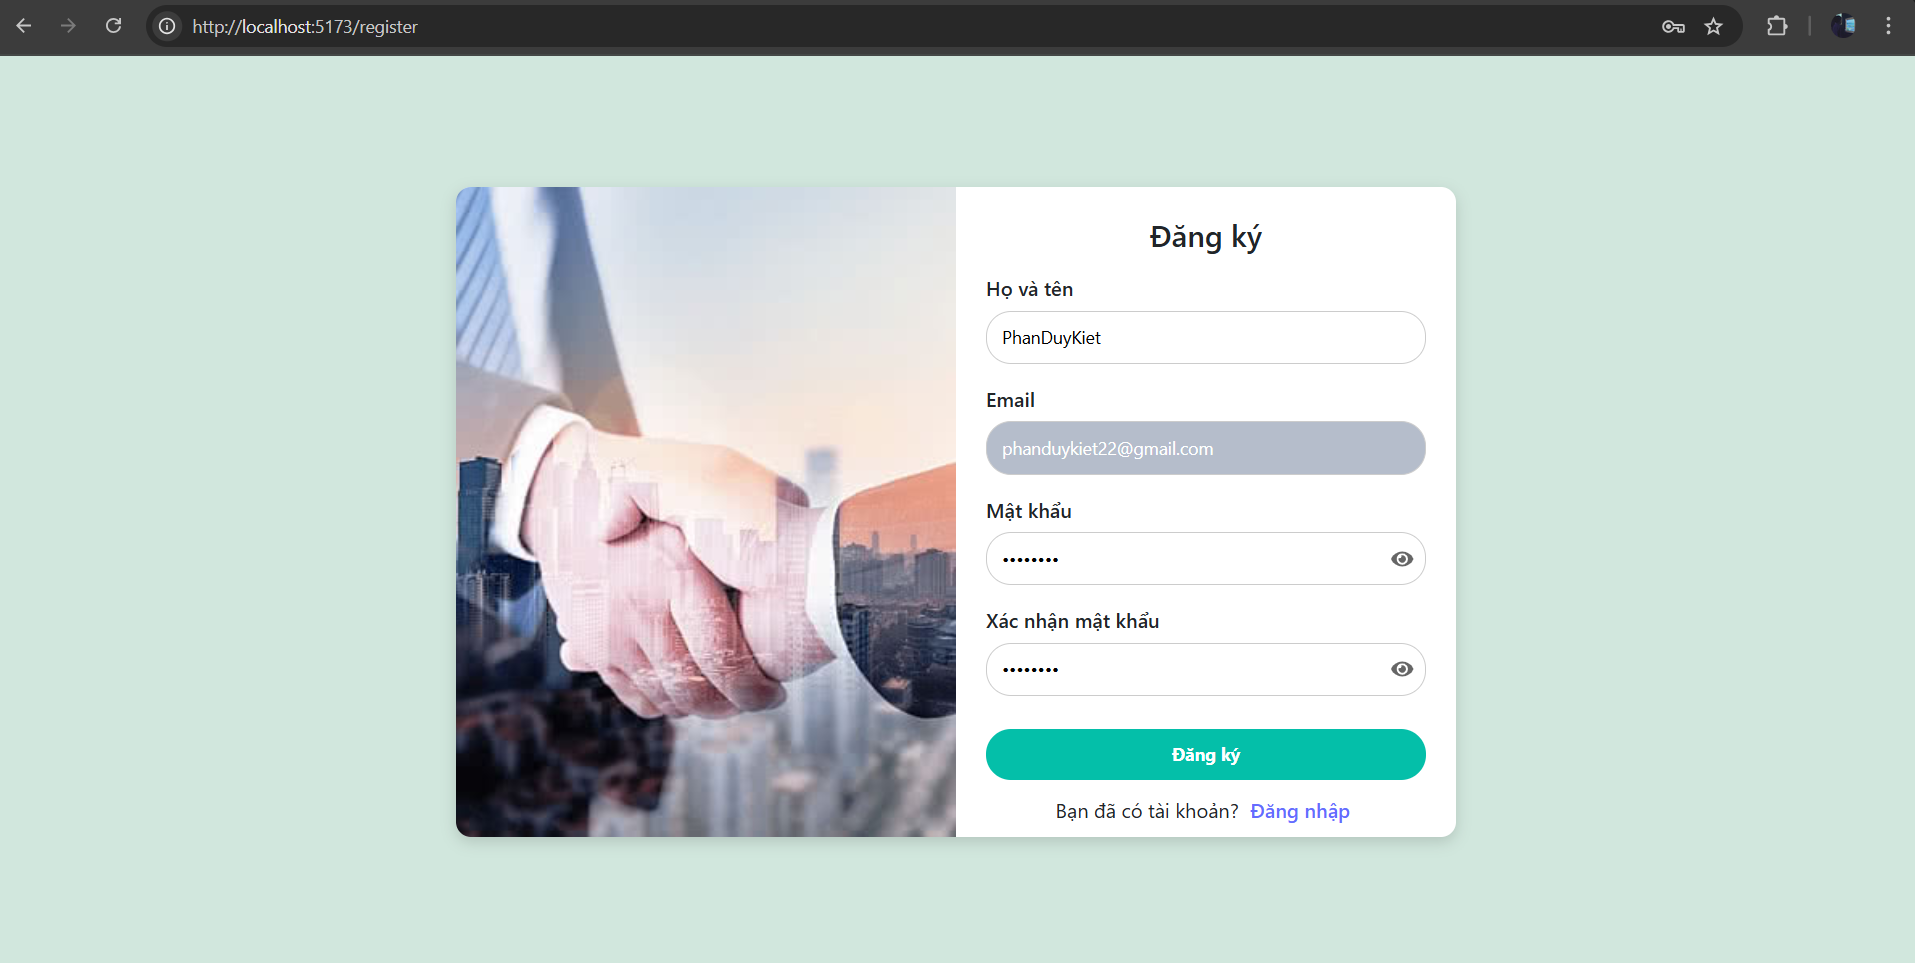 http://localhost:5173/register
Đăng ký
Họ và tên
PhanDuyKiet
Email
phanduykiet22@gmail.com
Mật khẩu
••••••••
Xác nhận mật khẩu
••••••••
Đăng ký
Bạn đã có tài khoản? Đăng nhập